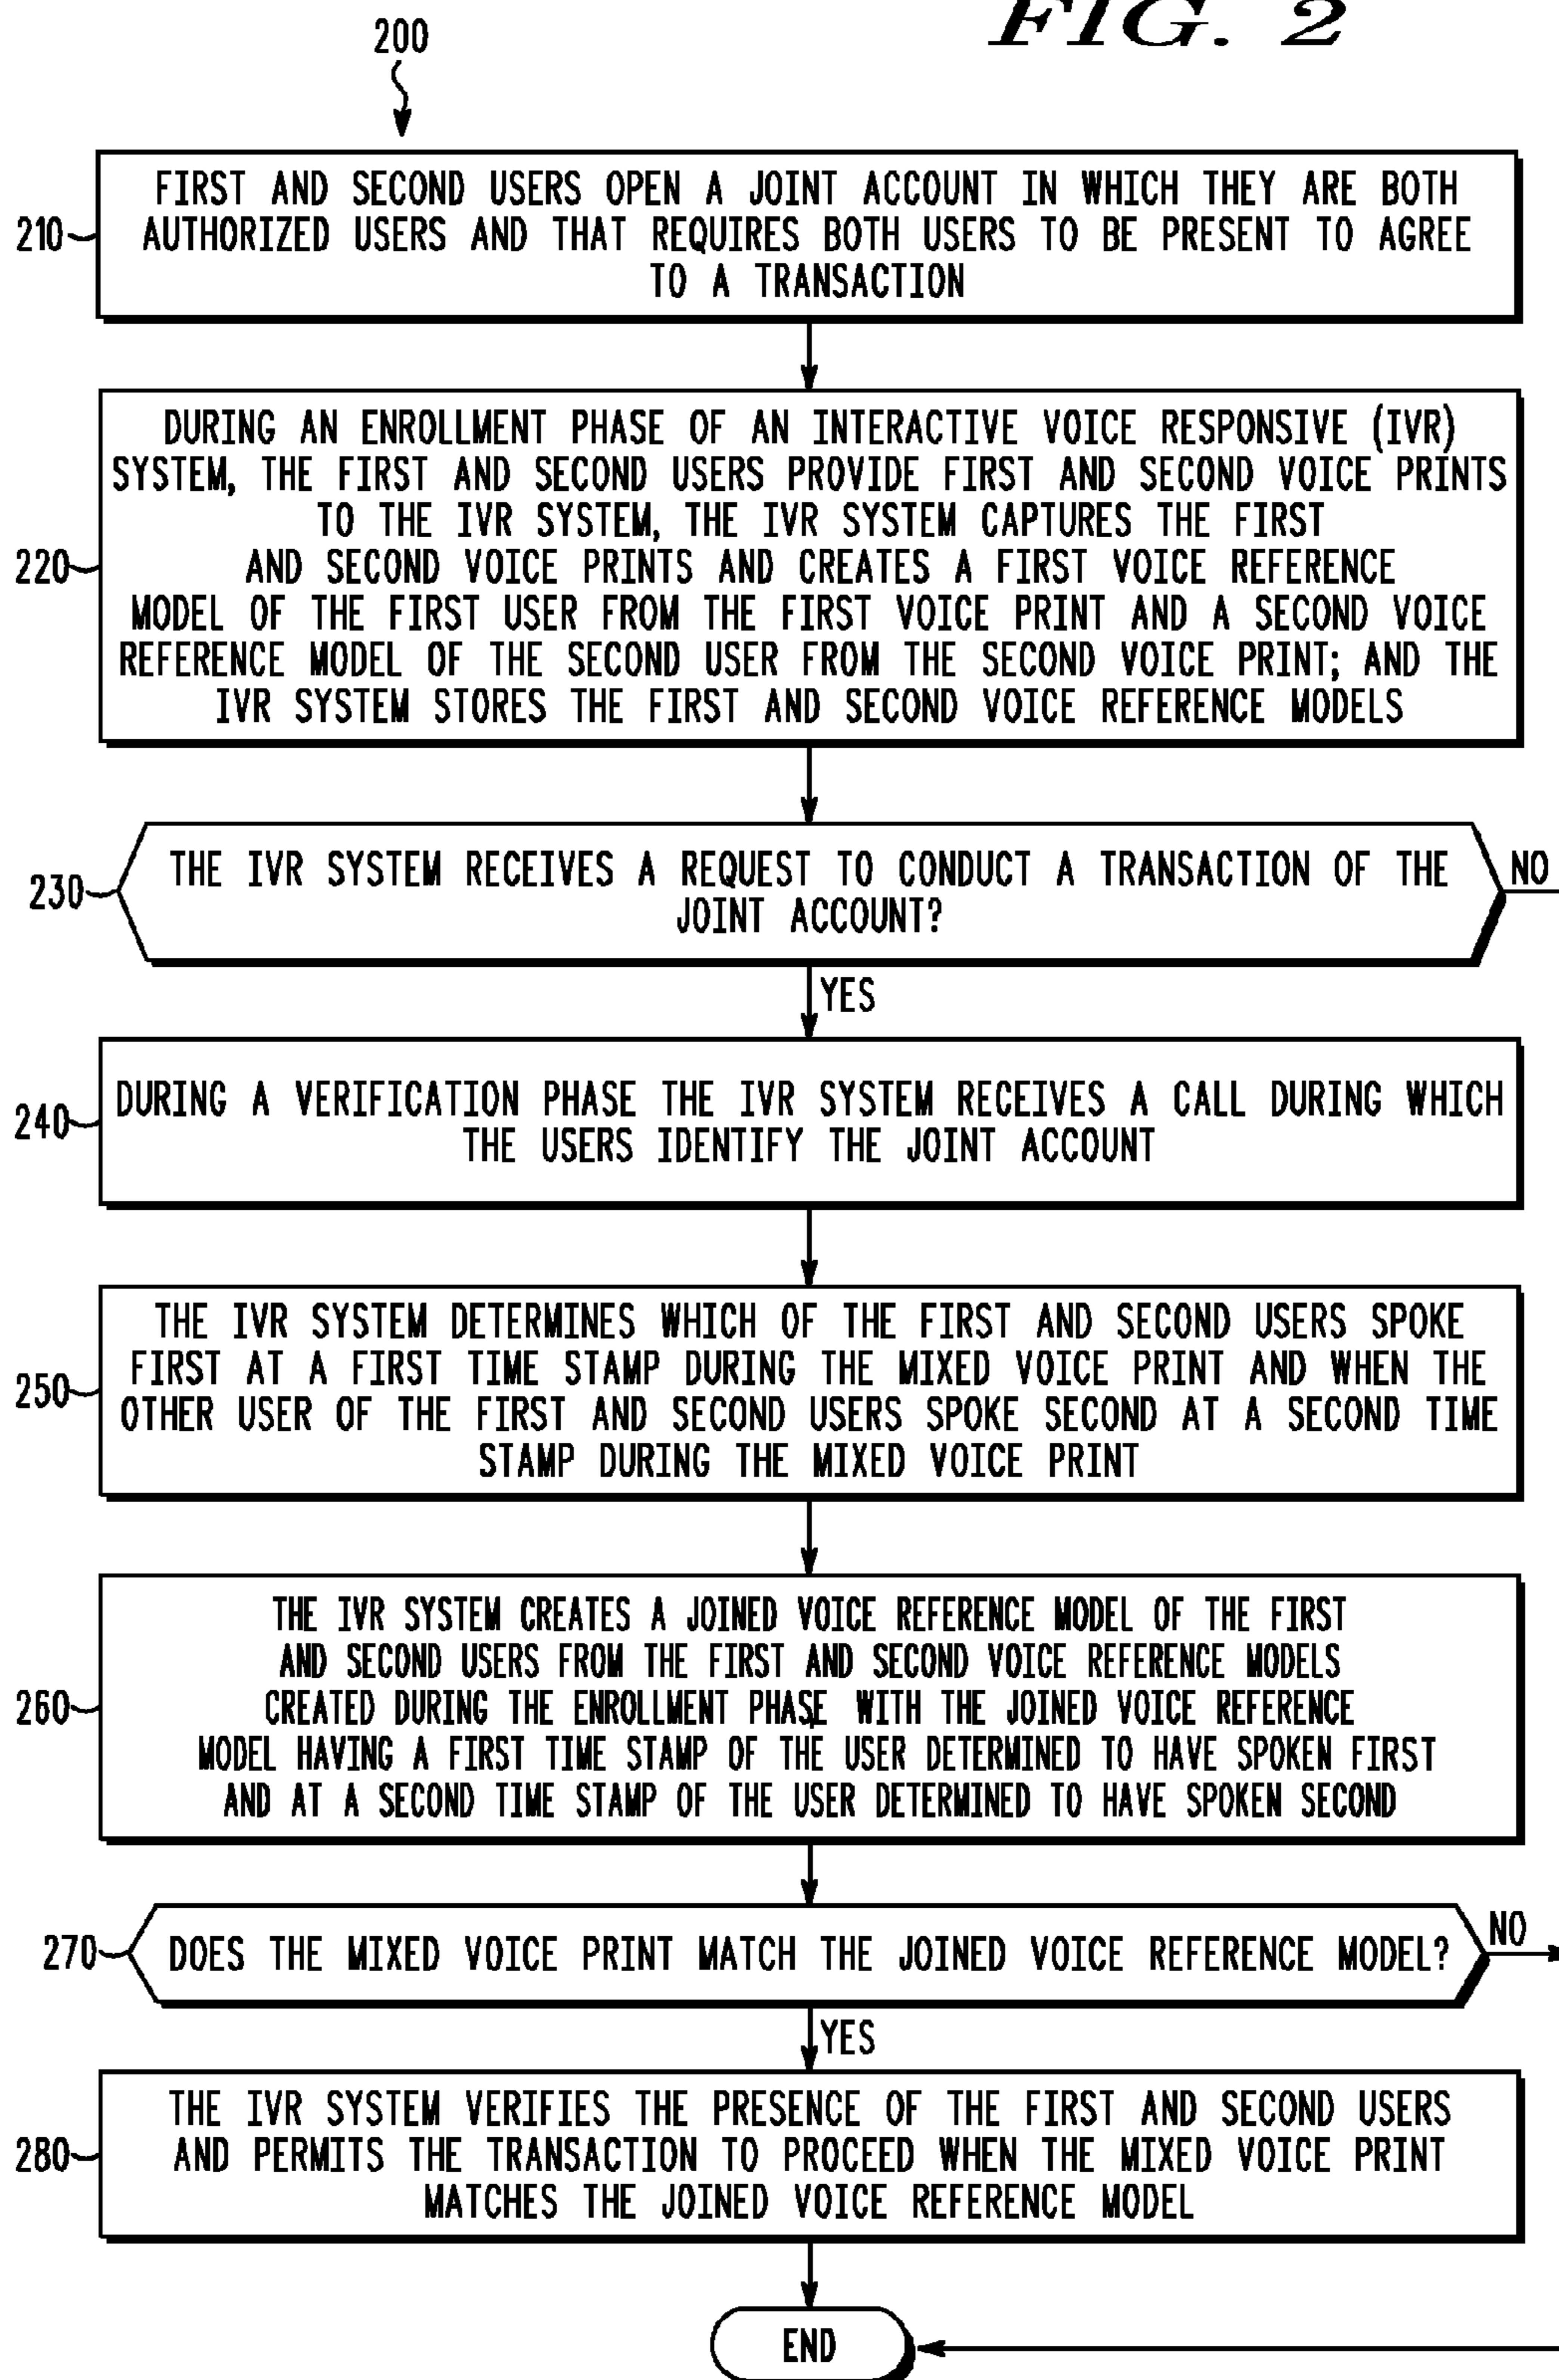 FIG. 2
200
210
FIRST AND SECOND USERS OPEN A JOINT ACCOUNT IN WHICH THEY ARE BOTH
AUTHORIZED USERS AND THAT REQUIRES BOTH USERS TO BE PRESENT TO AGREE
TO A TRANSACTION
220
DURING AN ENROLLMENT PHASE OF AN INTERACTIVE VOICE RESPONSIVE (IVR)
SYSTEM, THE FIRST AND SECOND USERS PROVIDE FIRST AND SECOND VOICE PRINTS
TO THE IVR SYSTEM, THE IVR SYSTEM CAPTURES THE FIRST
AND SECOND VOICE PRINTS AND CREATES A FIRST VOICE REFERENCE
MODEL OF THE FIRST USER FROM THE FIRST VOICE PRINT AND A SECOND VOICE
REFERENCE MODEL OF THE SECOND USER FROM THE SECOND VOICE PRINT; AND THE
IVR SYSTEM STORES THE FIRST AND SECOND VOICE REFERENCE MODELS
230
THE IVR SYSTEM RECEIVES A REQUEST TO CONDUCT A TRANSACTION OF THE
JOINT ACCOUNT?
NO
YES
240
DURING A VERIFICATION PHASE THE IVR SYSTEM RECEIVES A CALL DURING WHICH
THE USERS IDENTIFY THE JOINT ACCOUNT
250
THE IVR SYSTEM DETERMINES WHICH OF THE FIRST AND SECOND USERS SPOKE
FIRST AT A FIRST TIME STAMP DURING THE MIXED VOICE PRINT AND WHEN THE
OTHER USER OF THE FIRST AND SECOND USERS SPOKE SECOND AT A SECOND TIME
STAMP DURING THE MIXED VOICE PRINT
260
THE IVR SYSTEM CREATES A JOINED VOICE REFERENCE MODEL OF THE FIRST
AND SECOND USERS FROM THE FIRST AND SECOND VOICE REFERENCE MODELS
CREATED DURING THE ENROLLMENT PHASE WITH THE JOINED VOICE REFERENCE
MODEL HAVING A FIRST TIME STAMP OF THE USER DETERMINED TO HAVE SPOKEN FIRST
AND AT A SECOND TIME STAMP OF THE USER DETERMINED TO HAVE SPOKEN SECOND
270
DOES THE MIXED VOICE PRINT MATCH THE JOINED VOICE REFERENCE MODEL?
NO
YES
280
THE IVR SYSTEM VERIFIES THE PRESENCE OF THE FIRST AND SECOND USERS
AND PERMITS THE TRANSACTION TO PROCEED WHEN THE MIXED VOICE PRINT
MATCHES THE JOINED VOICE REFERENCE MODEL
END